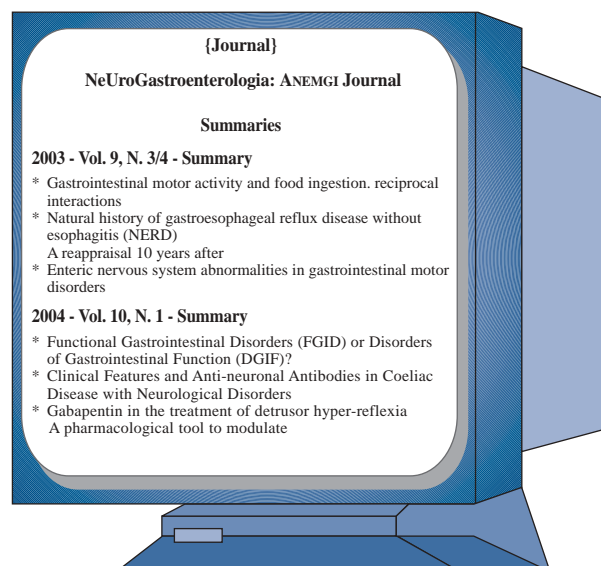 {Journal}
NeUroGastroenterologia: ANEMGI Journal
Summaries
2003 - Vol. 9, N. 3/4 - Summary
* Gastrointestinal motor activity and food ingestion. reciprocal
interactions
* Natural history of gastroesophageal reflux disease without
esophagitis (NERD)
A reappraisal 10 years after
* Enteric nervous system abnormalities in gastrointestinal motor
disorders
2004 - Vol. 10, N. 1 - Summary
* Functional Gastrointestinal Disorders (FGID) or Disorders
of Gastrointestinal Function (DGIF)?
* Clinical Features and Anti-neuronal Antibodies in Coeliac
Disease with Neurological Disorders
* Gabapentin in the treatment of detrusor hyper-reflexia
A pharmacological tool to modulate